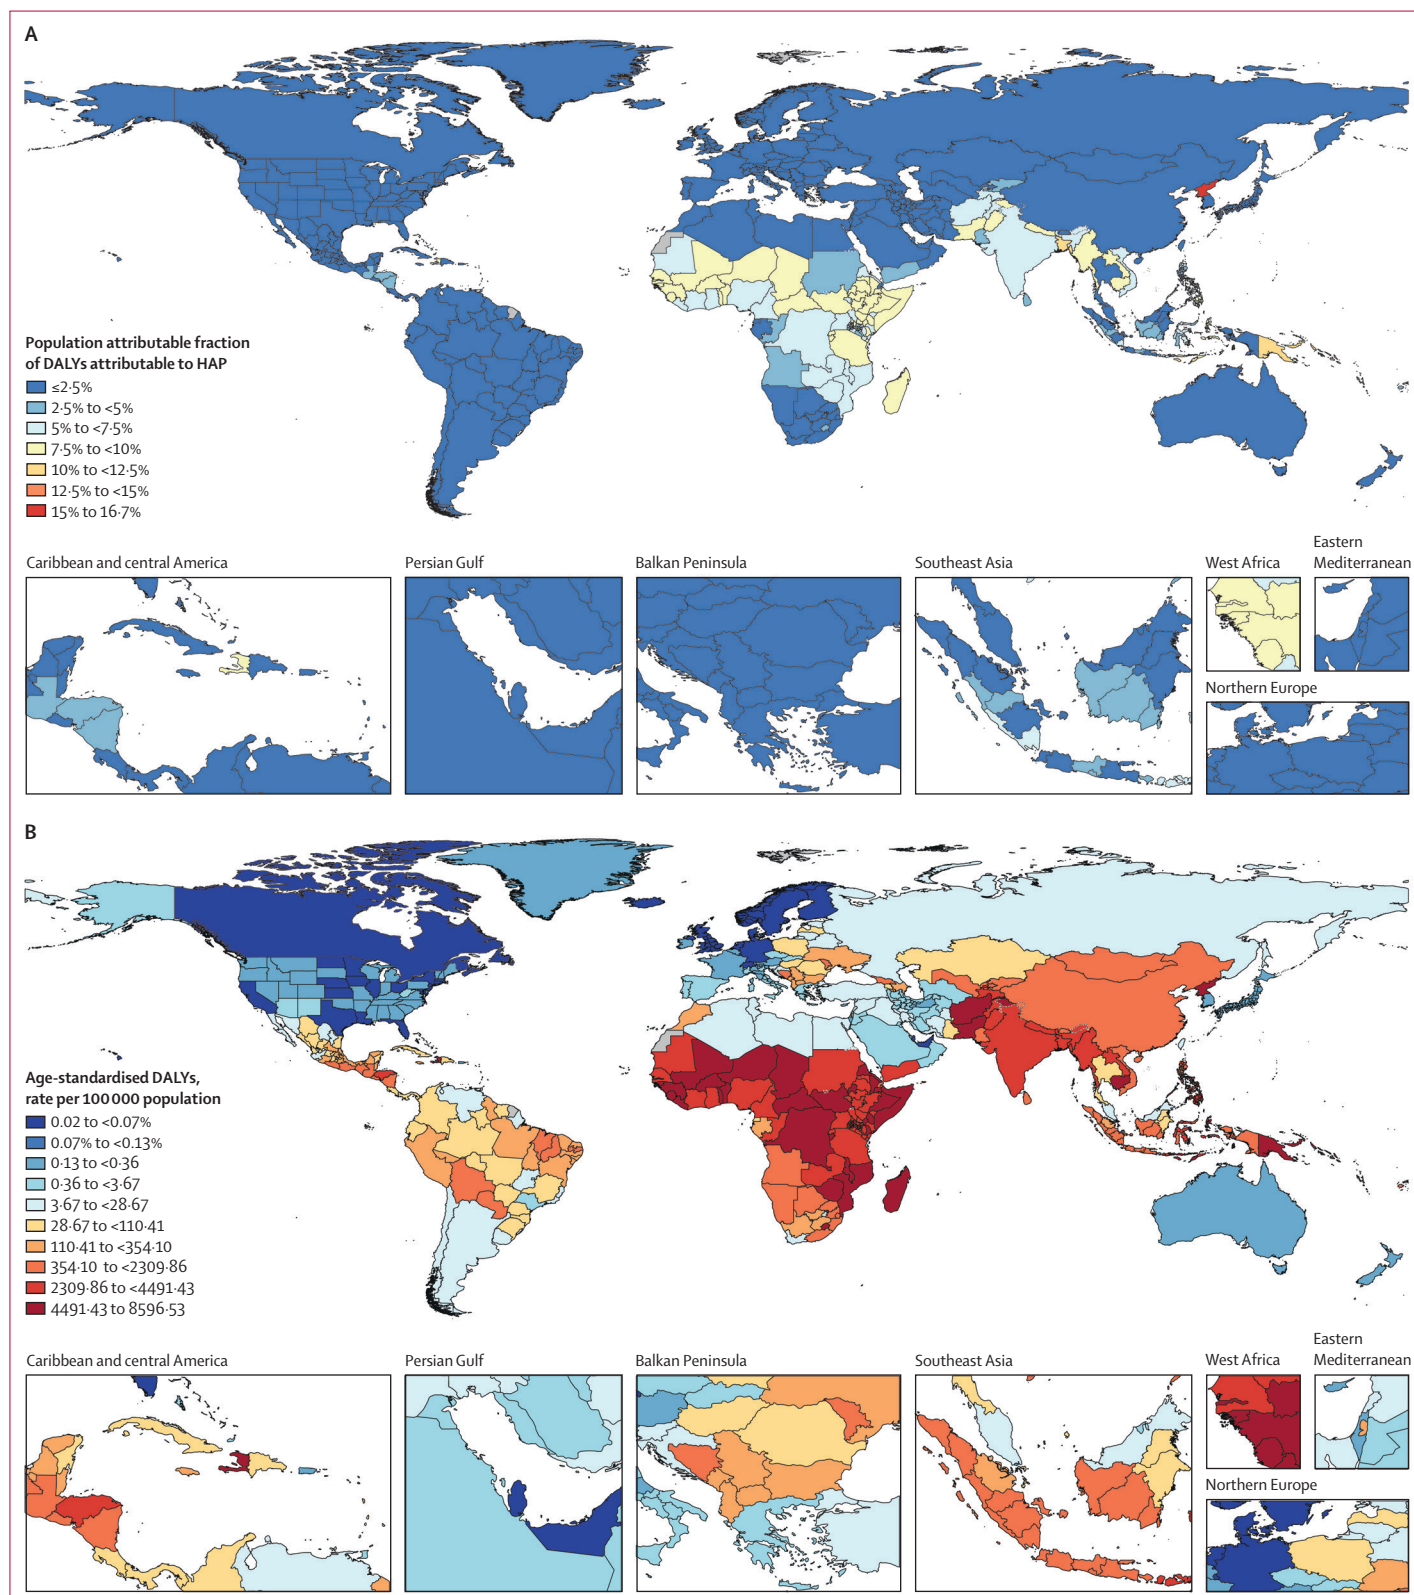 A
Population attributable fraction
of DALYs attributable to HAP
≤2·5%
2·5% to <5%
5% to <7·5%
7·5% to <10%
10% to <12·5%
12·5% to <15%
15% to 16·7%
Caribbean and central America
Persian Gulf
Balkan Peninsula
Southeast Asia
West Africa
Eastern
Mediterranean
Northern Europe
B
Age-standardised DALYs,
rate per 100 000 population
0.02 to <0.07%
0.07% to <0.13%
0·13 to <0·36
0·36 to <3·67
3·67 to <28·67
28·67 to <110·41
110·41 to <354·10
354·10 to <2309·86
2309·86 to <4491·43
4491·43 to 8596·53
Caribbean and central America
Persian Gulf
Balkan Peninsula
Southeast Asia
West Africa
Eastern
Mediterranean
Northern Europe